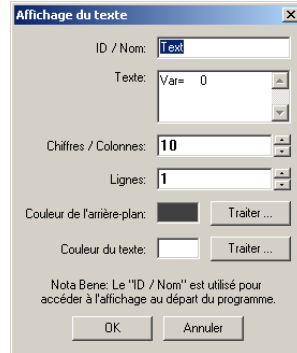 Affichage du texte
ID / Nom: Text
Texte: Var= 0
Chiffres / Colonnes: 10
Lignes: 1
Couleur de l'arrière-plan: Traiter ...
Couleur du texte: Traiter ...
Nota Bene: Le "ID / Nom" est utilisé pour
accéder à l'affichage au départ du programme.
OK Annuler